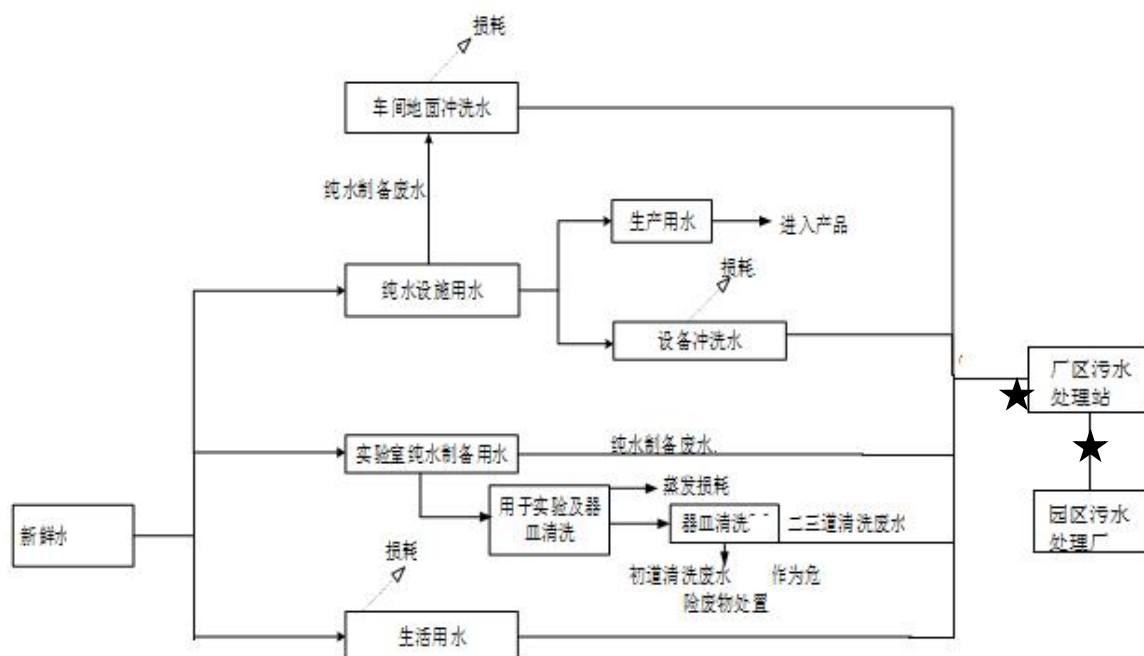 损耗
车间地面冲洗水
纯水制备废水
生产用水
进入产品
损耗
纯水设施用水
设备冲洗水
厂区污水
处理站
实验室纯水制备用水
纯水制备废水
蒸发损耗
用于实验及器
皿清洗
器皿清洗
二三道清洗废水
园区污水
处理厂
新鲜水
损耗
初道清洗废水 作为危
险废物处置
生活用水